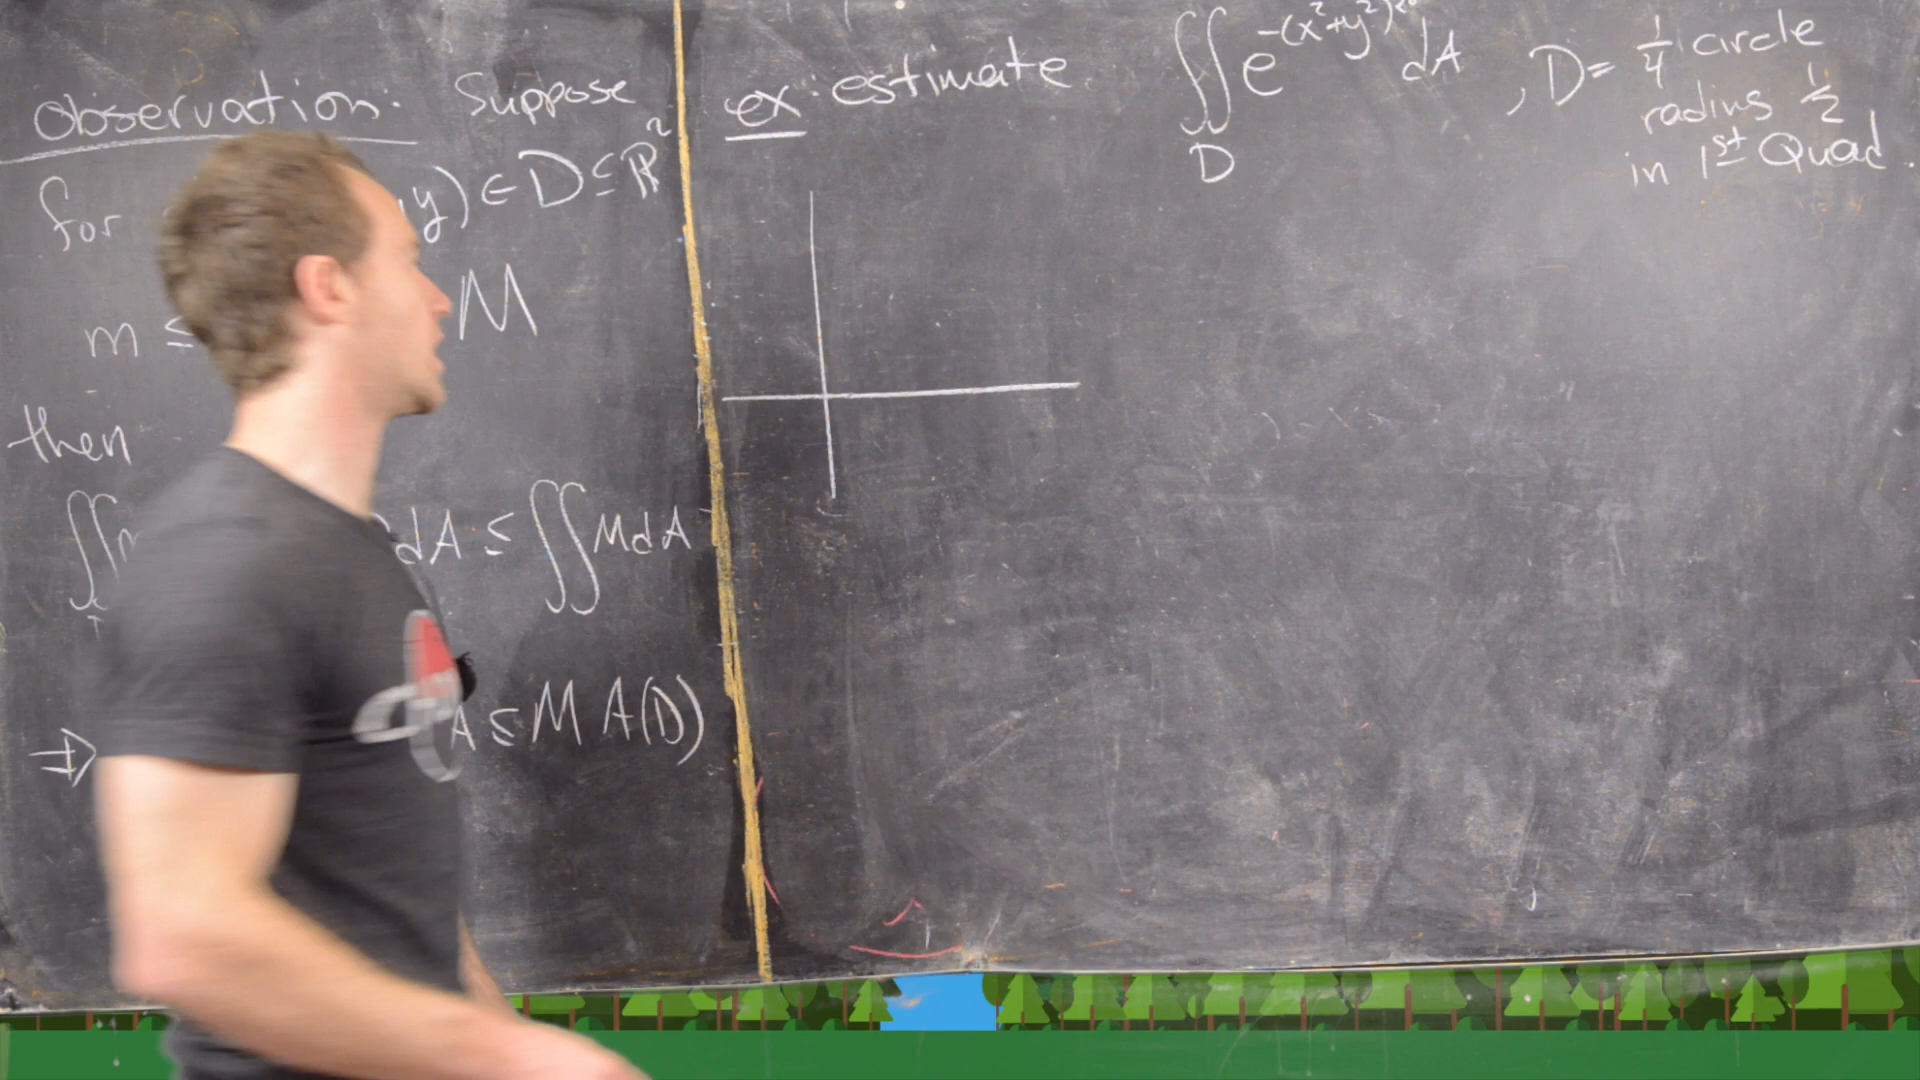 Observation. Suppose
for y) ∈ D ⊆ ℝ²
m ≤ M
then
∬ dA ≤ ∬ M dA
⇒ A ≤ M A(D)
ex: estimate ∬_D e^{-(x²+y²)} dA , D = 1/4 circle
radius 1/2
in 1st Quad.